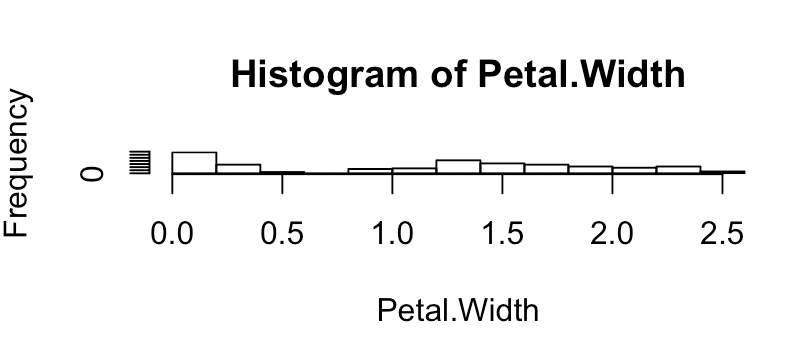 Histogram of Petal.Width
Frequency
0
0.0 0.5 1.0 1.5 2.0 2.5
Petal.Width